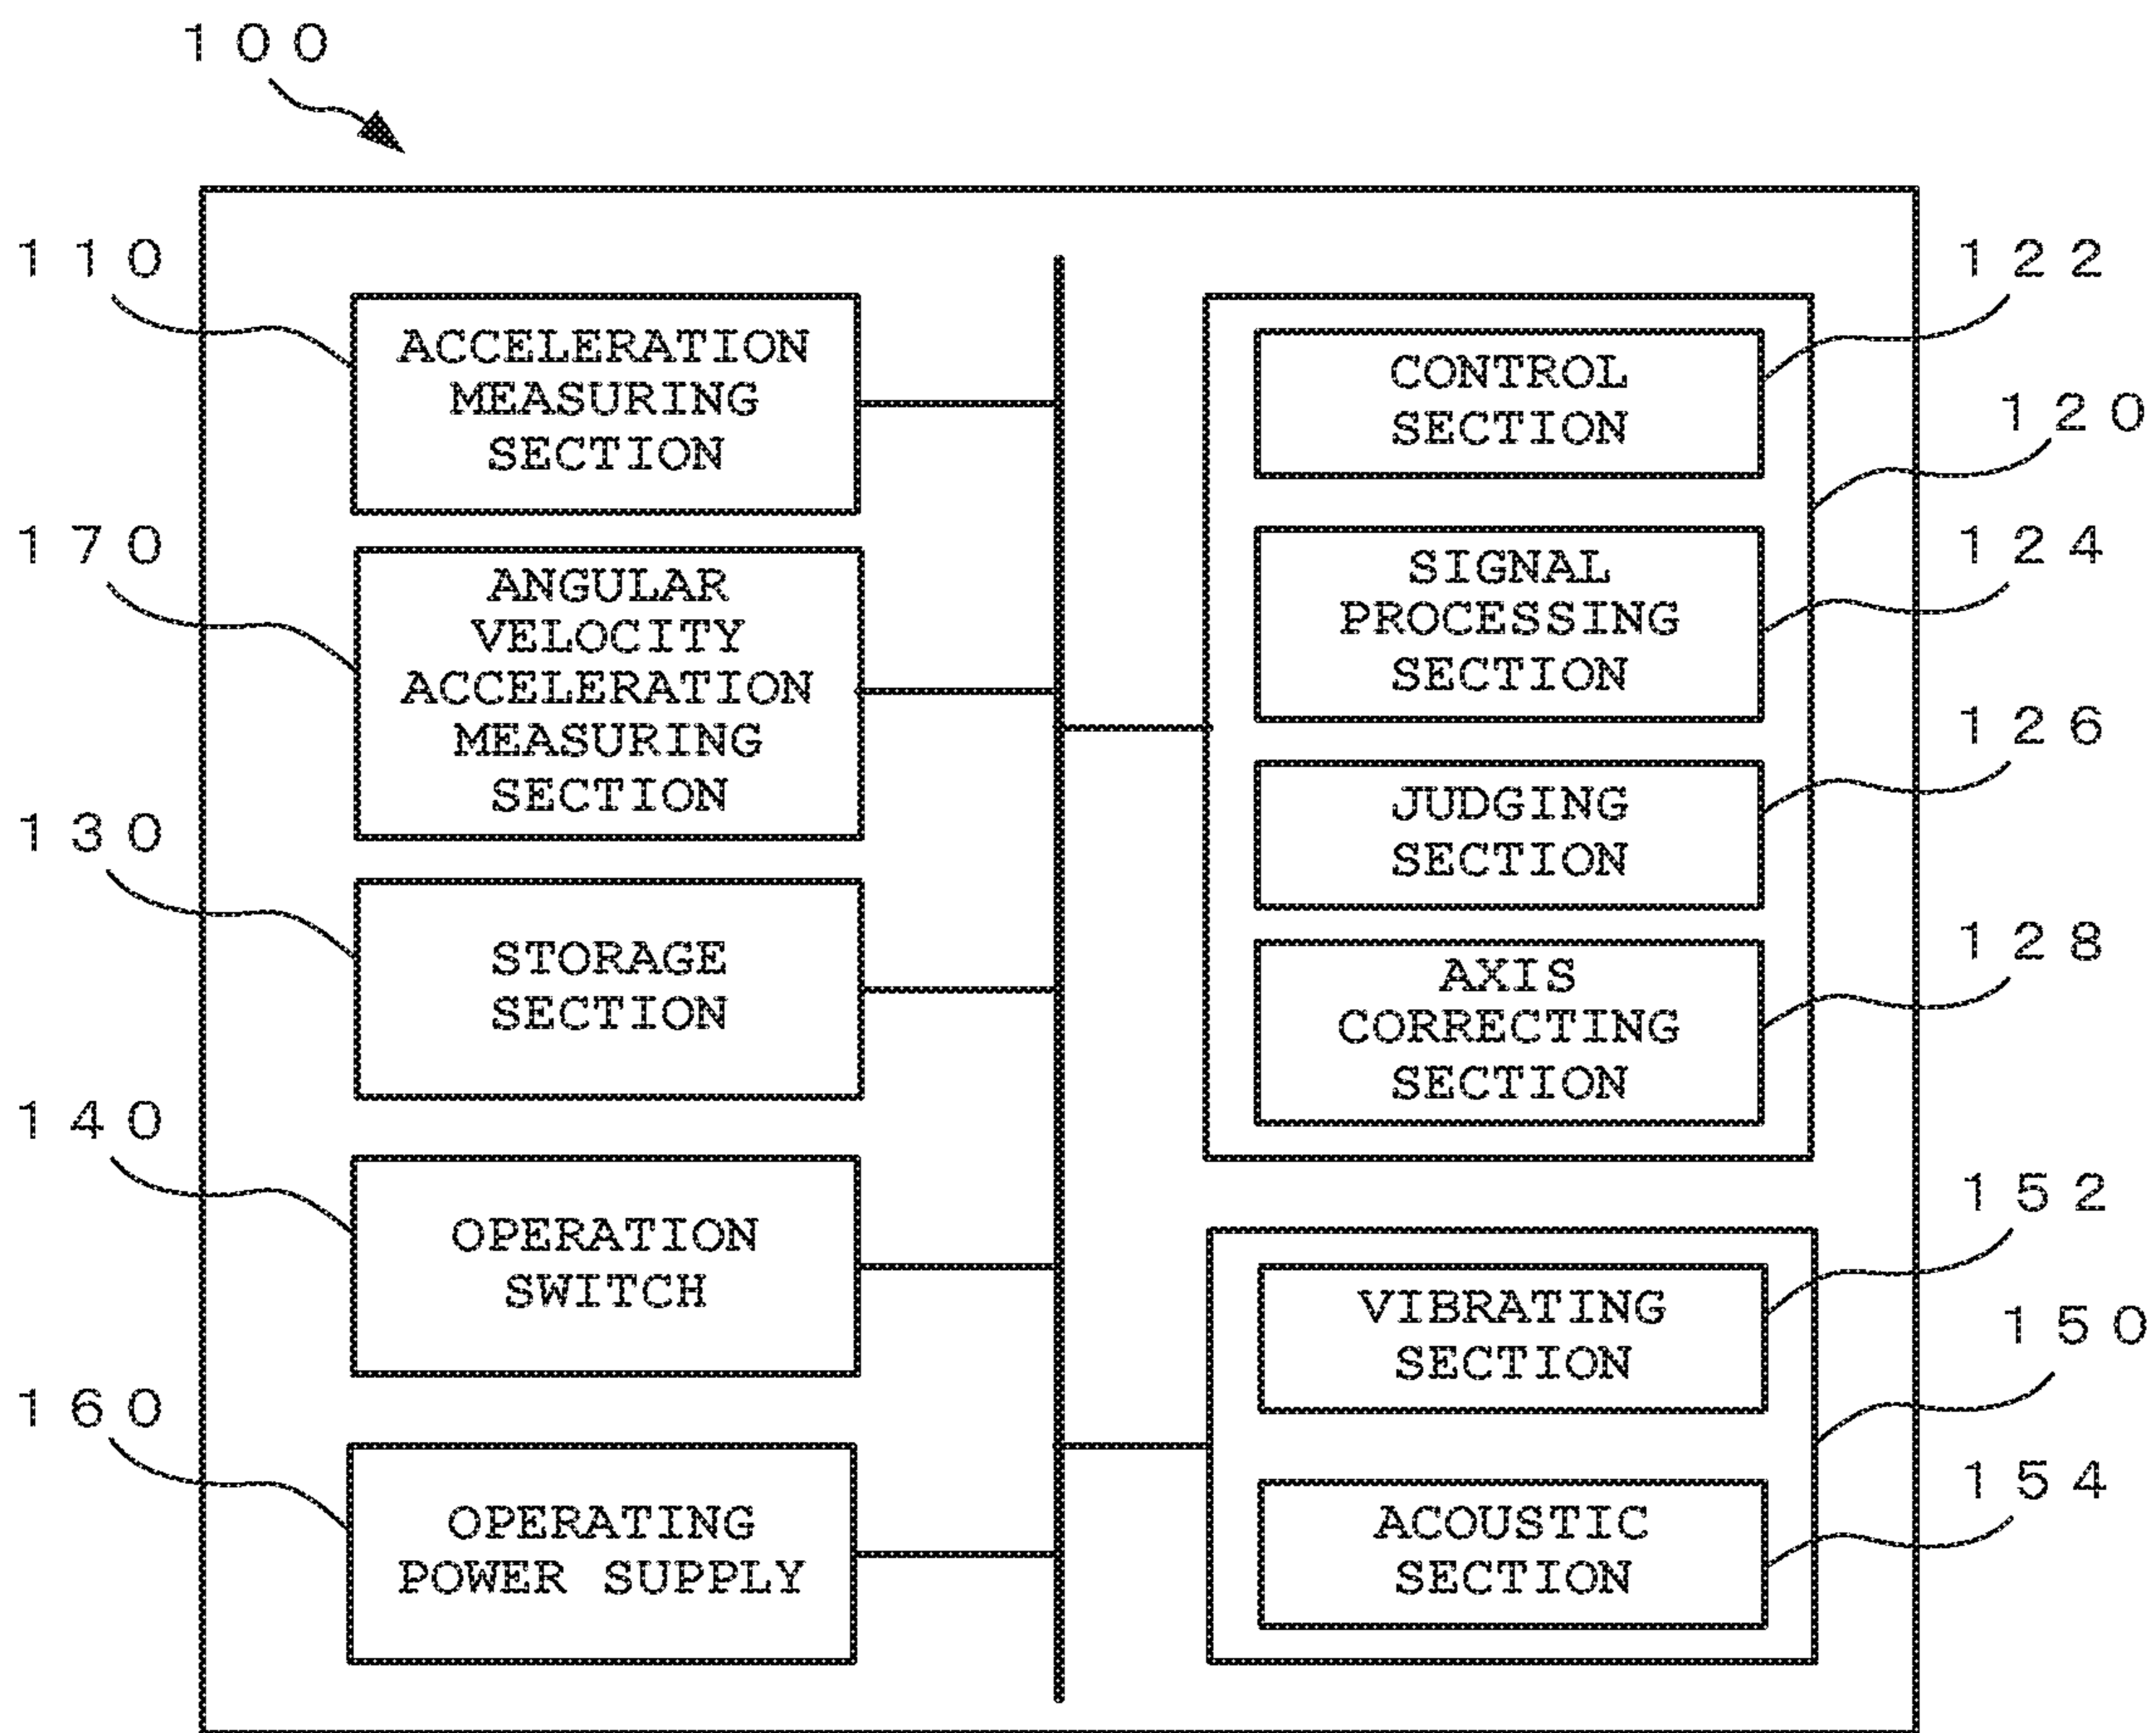 100
110
ACCELERATION
MEASURING
SECTION
170
ANGULAR
VELOCITY
ACCELERATION
MEASURING
SECTION
130
STORAGE
SECTION
140
OPERATION
SWITCH
160
OPERATING
POWER SUPPLY
122
CONTROL
SECTION
120
124
SIGNAL
PROCESSING
SECTION
126
JUDGING
SECTION
128
AXIS
CORRECTING
SECTION
152
VIBRATING
SECTION
150
154
ACOUSTIC
SECTION